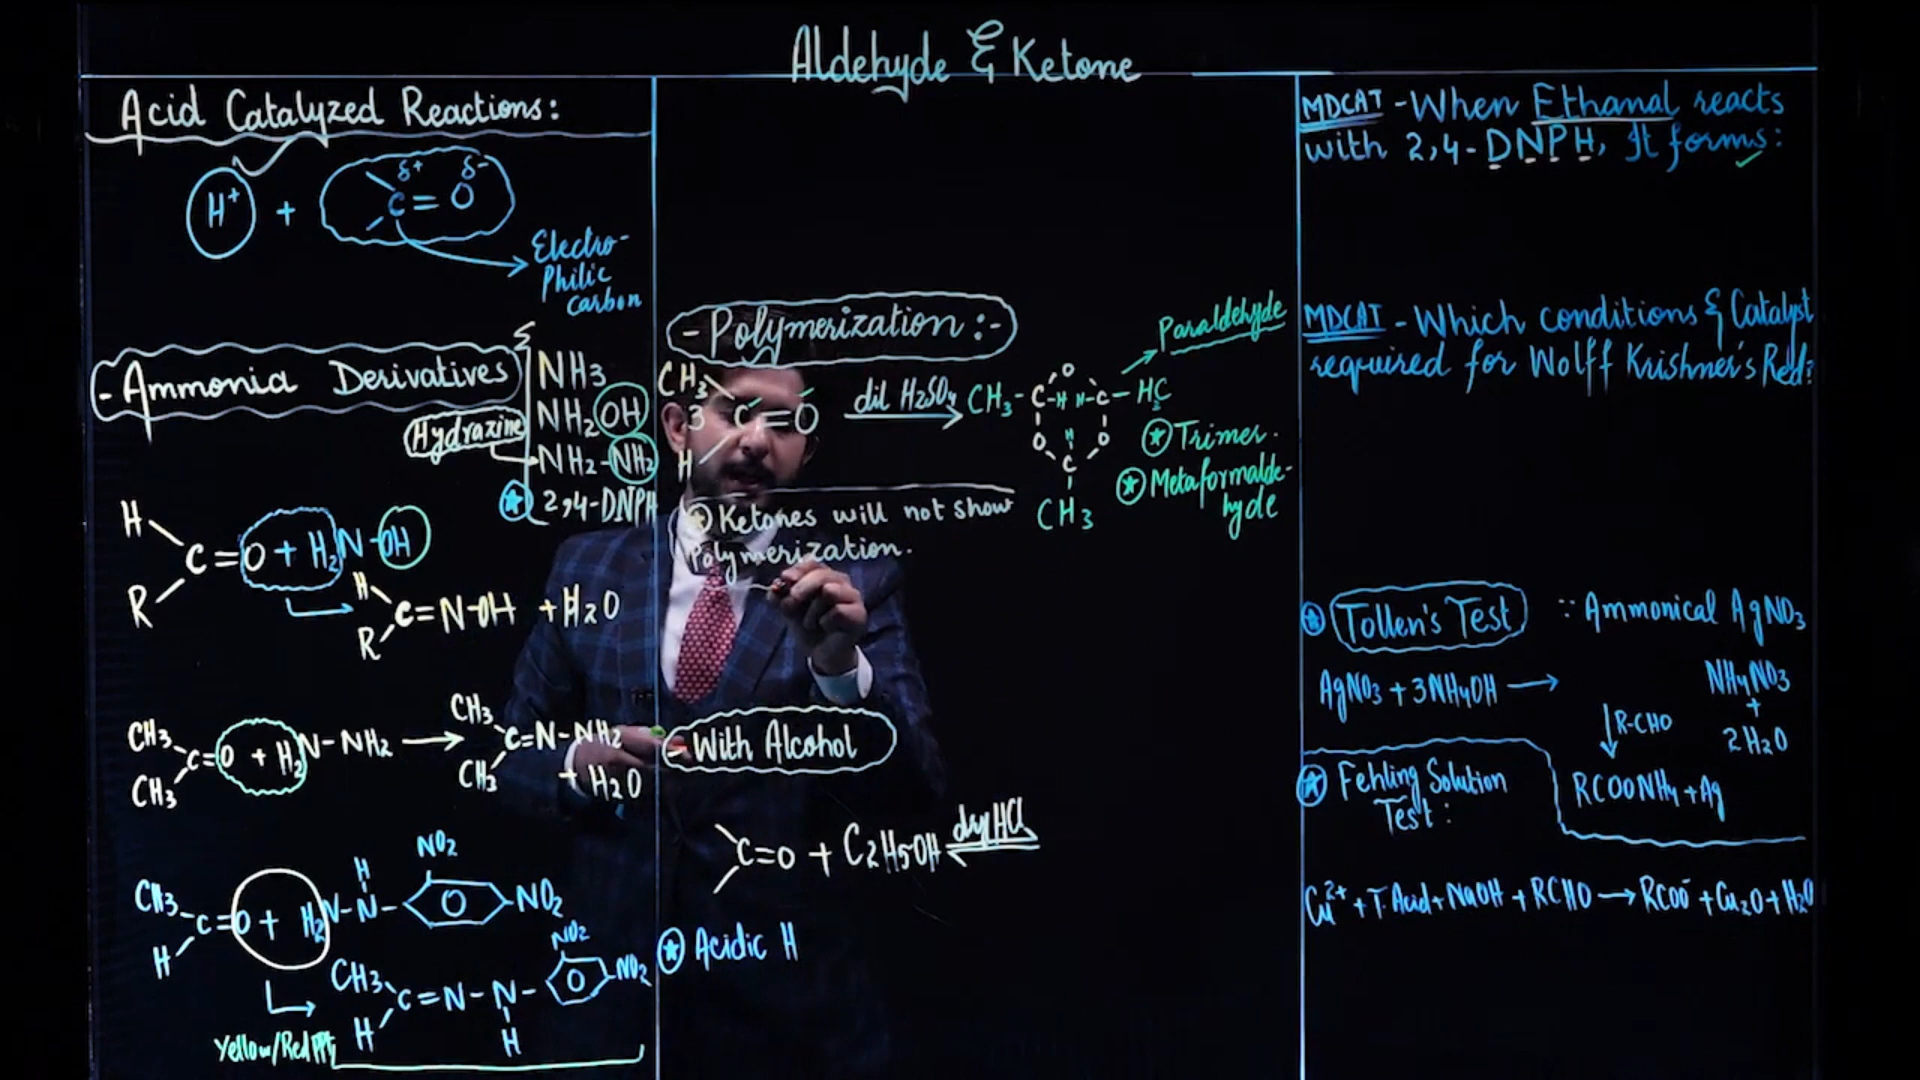 Aldehyde & Ketone
Acid Catalyzed Reactions:
H⁺ + C = O
δ+ δ-
Electro-
Philic
carbon
- Ammonia Derivatives
NH3
NH2OH
Hydrazine
NH2-NH2
2,4-DNPH
H
C=O + H2N-OH
R
H
C=N-OH + H2O
R
CH3
C=O + H2N-NH2 → C=N-NH2
CH3
CH3
CH3
+ H2O
NO2
H
CH3
C=O + H2N-N- NO2
H
NO2
CH3
C=N-N- NO2
H
H
Yellow/Red PPt
- Polymerization :-
CH3
3 C=O
H
dil H2SO4
CH3-C-H H-C-H3C
O
O O
H
C
CH3
Paraldehyde
Trimer.
Metaformalde-
hyde
Ketones will not show
Polymerization.
- With Alcohol
C=O + C2H5OH dry HCl
Acidic H
MDCAT - When Ethanal reacts
with 2,4-DNPH, It forms:
MDCAT - Which conditions & Catalyst
required for Wolff Krishner's Red?
Tollen's Test ∵ Ammonical AgNO3
AgNO3 + 3NH4OH →
NH4NO3
+
2H2O
R-CHO
RCOONH4 + Ag
Fehling Solution
Test:
Cu²⁺ + T.Acid + NaOH + RCHO → RCOO⁻ + Cu2O + H2O